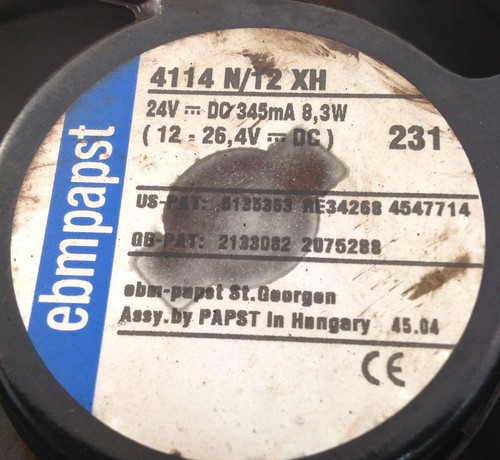 ebmpapst
4114 N/12 XH
24V ⎓ DC 345mA 8,3W
(12 - 26,4V ⎓ DC)
231
US-PAT: 5135363 RE34268 4547714
GB-PAT: 2133082 2075288
ebm-papst St.Georgen
Assy.by PAPST in Hungary 45.04
CE